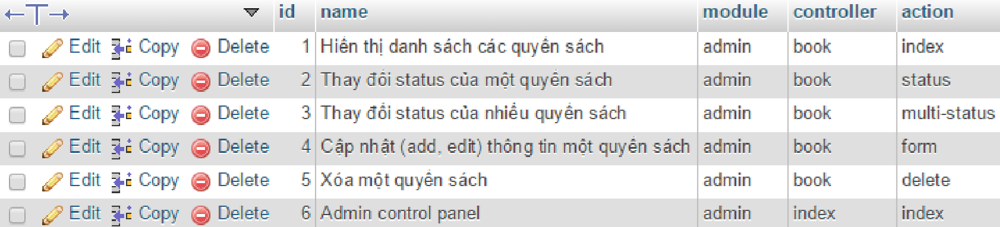 id name module controller action
Edit Copy Delete 1 Hiển thị danh sách các quyển sách admin book index
Edit Copy Delete 2 Thay đổi status của một quyển sách admin book status
Edit Copy Delete 3 Thay đổi status của nhiều quyển sách admin book multi-status
Edit Copy Delete 4 Cập nhật (add, edit) thông tin một quyển sách admin book form
Edit Copy Delete 5 Xóa một quyển sách admin book delete
Edit Copy Delete 6 Admin control panel admin index index